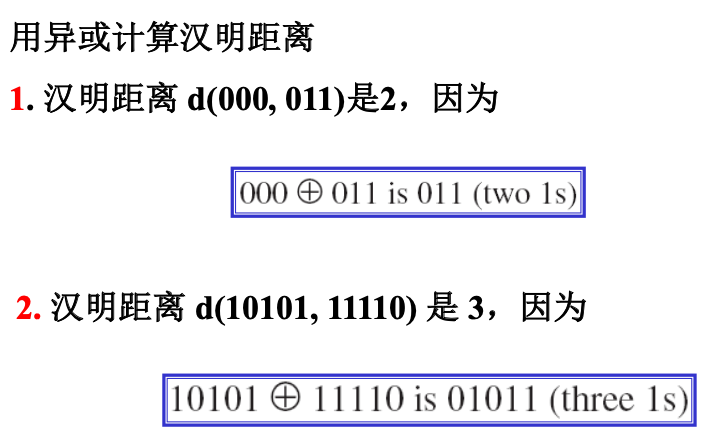 用异或计算汉明距离
1. 汉明距离 d(000, 011)是2，因为
000 ⊕ 011 is 011 (two 1s)
2. 汉明距离 d(10101, 11110) 是 3，因为
10101 ⊕ 11110 is 01011 (three 1s)